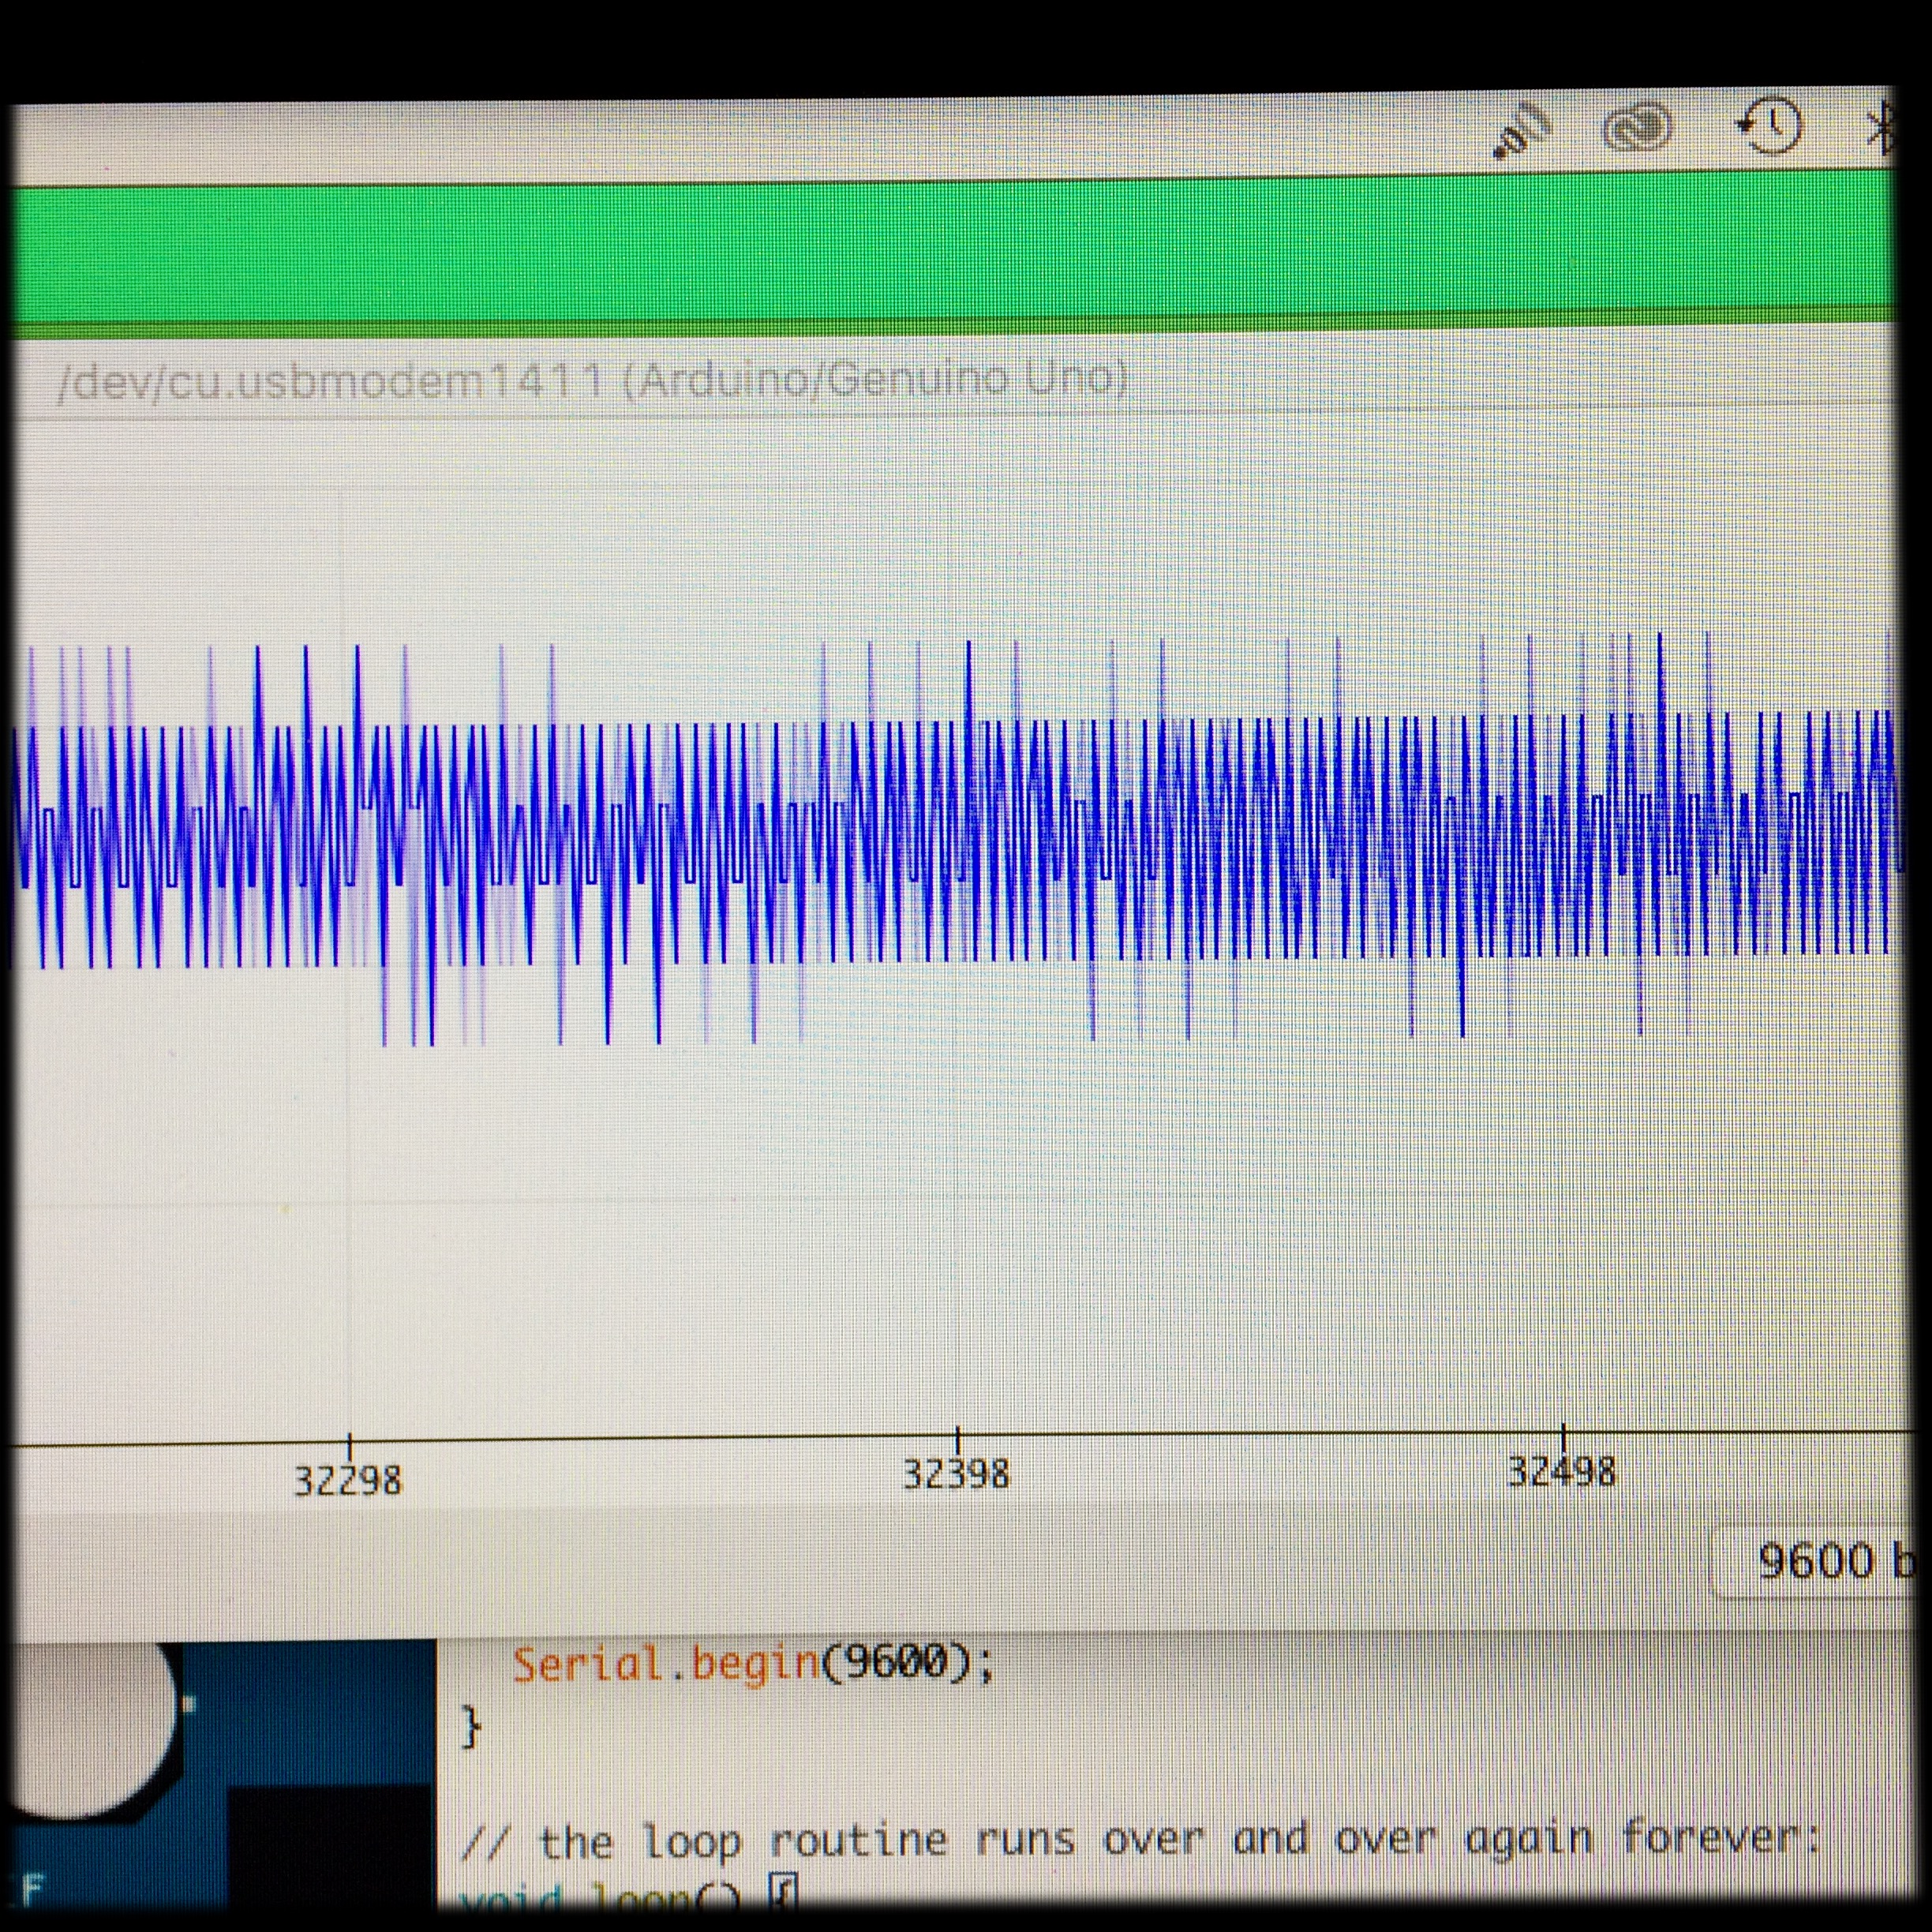 /dev/cu.usbmodem1411 (Arduino/Genuino Uno)
32298 32398 32498
9600 b
Serial.begin(9600);
}
// the loop routine runs over and over again forever:
void loop() {
F